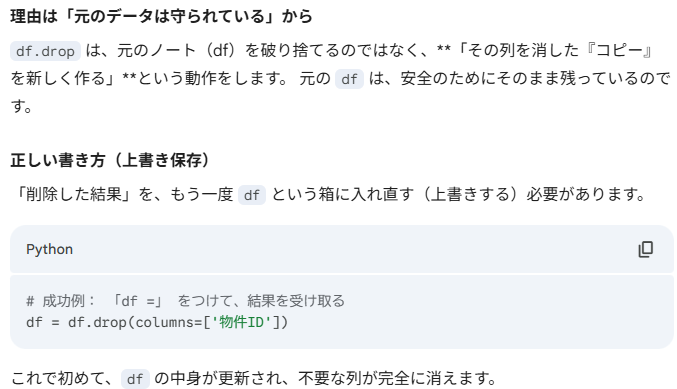 理由は「元のデータは守られている」から
df.drop は、元のノート（df）を破り捨てるのではなく、**「その列を消した『コピー』
を新しく作る」**という動作をします。 元の df は、安全のためにそのまま残っているので
す。
正しい書き方（上書き保存）
「削除した結果」を、もう一度 df という箱に入れ直す（上書きする）必要があります。
Python
# 成功例： 「df =」 をつけて、結果を受け取る
df = df.drop(columns=['物件ID'])
これで初めて、 df の中身が更新され、不要な列が完全に消えます。